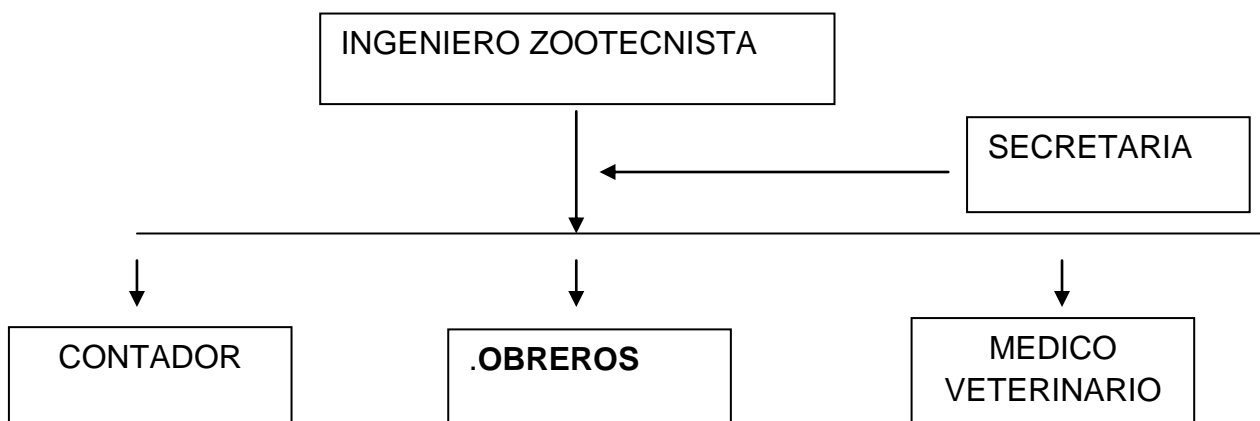 INGENIERO ZOOTECNISTA
SECRETARIA
CONTADOR
.OBREROS
MEDICO
VETERINARIO